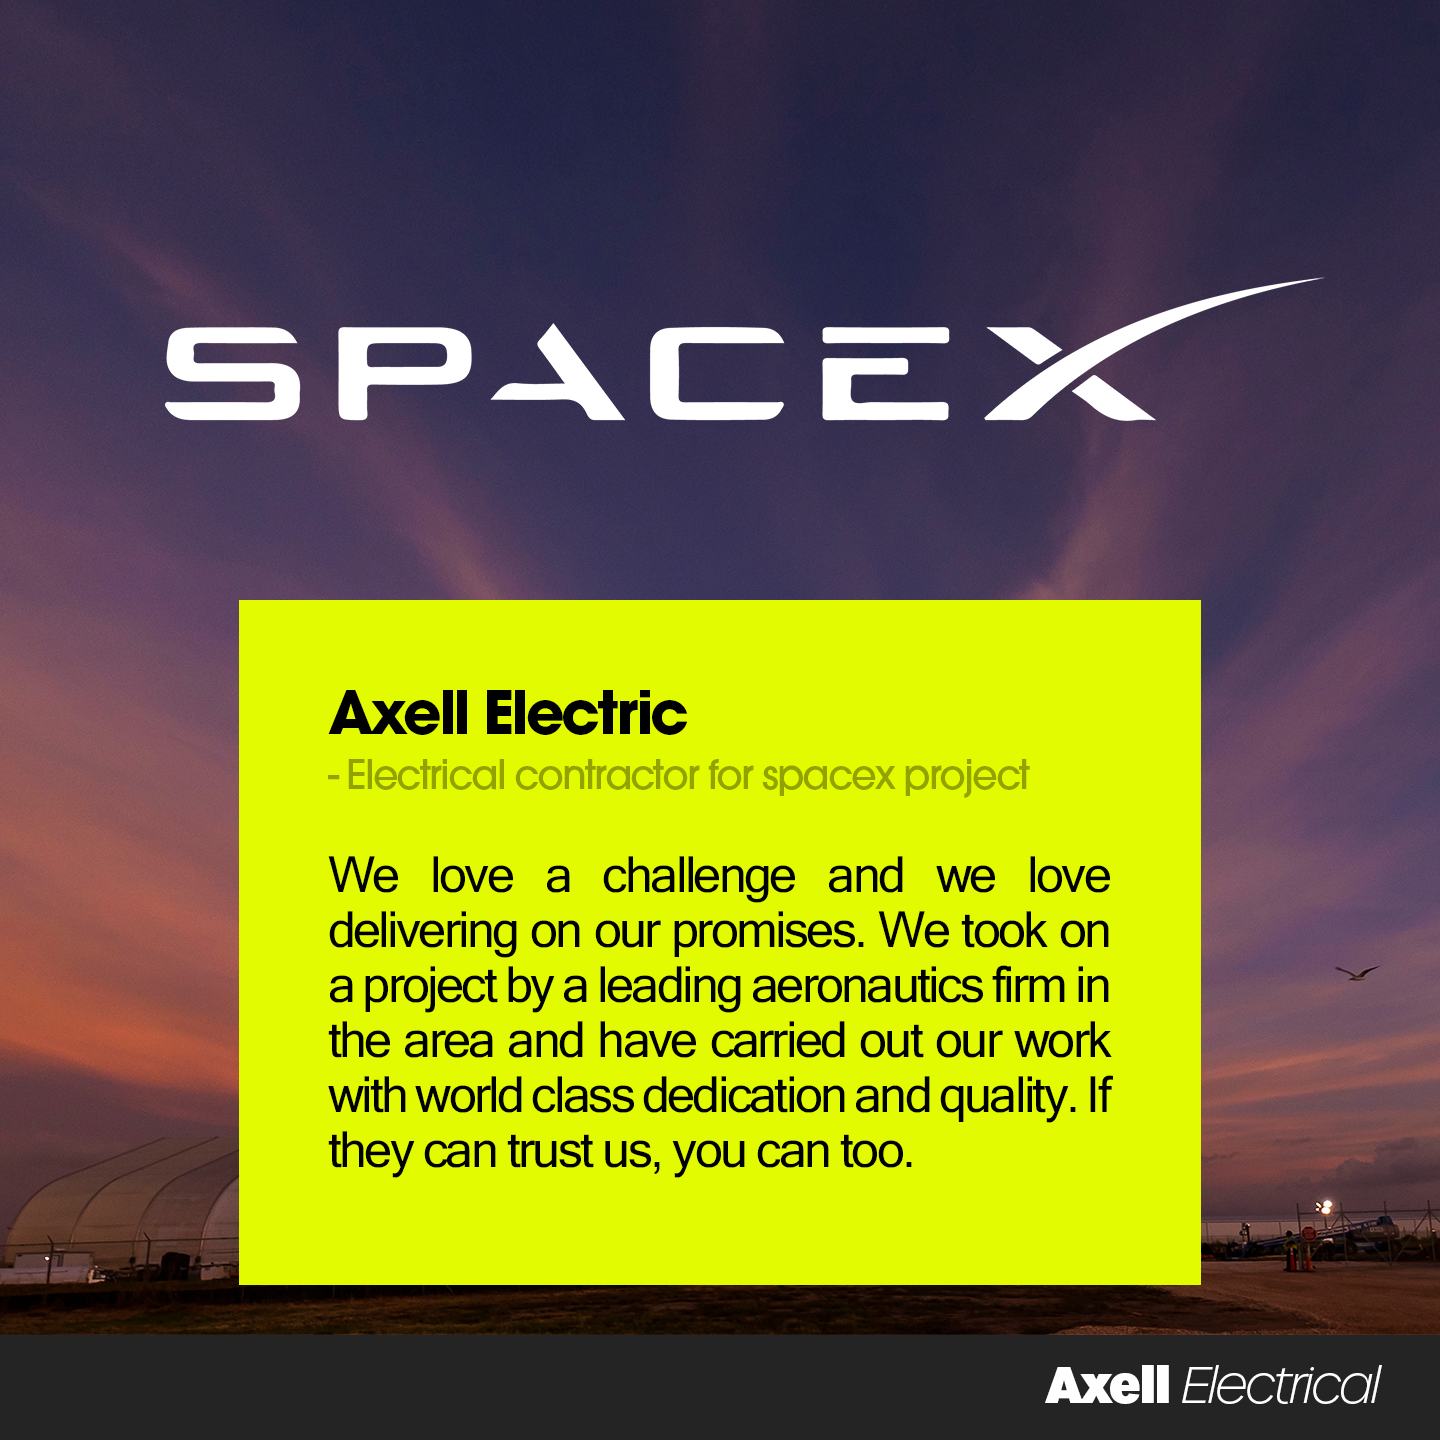 SPACEX
Axell Electric
- Electrical contractor for spacex project
We love a challenge and we love
delivering on our promises. We took on
a project by a leading aeronautics firm in
the area and have carried out our work
with world class dedication and quality. If
they can trust us, you can too.
Axell Electrical